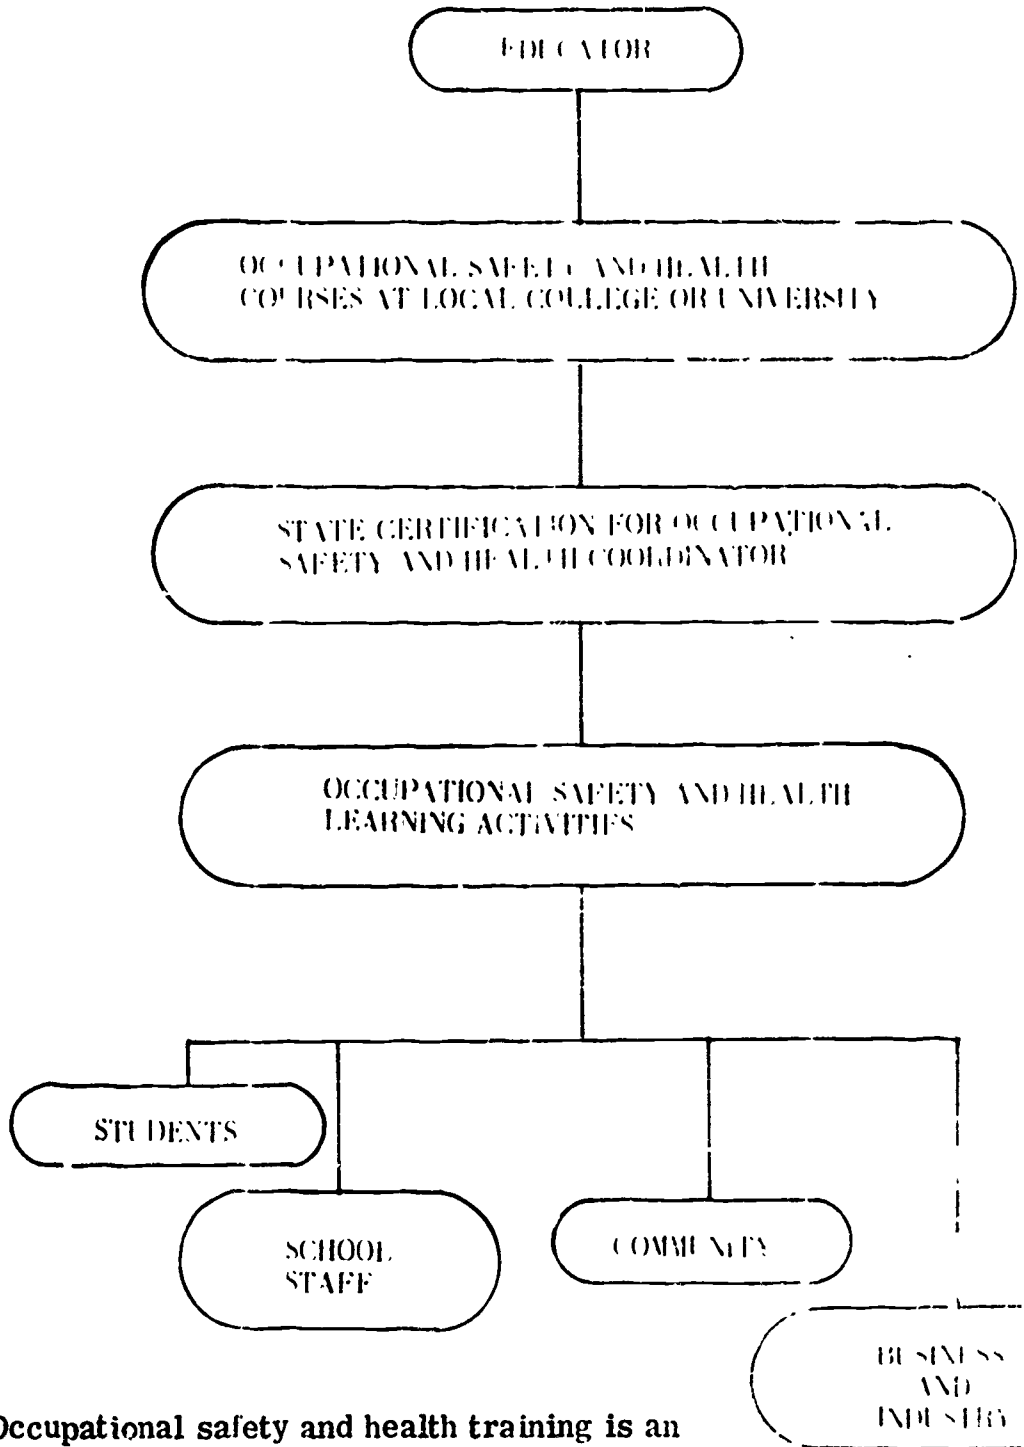 EDUCATOR
OCCUPATIONAL SAFETY AND HEALTH
COURSES AT LOCAL COLLEGE OR UNIVERSITY
STATE CERTIFICATION FOR OCCUPATIONAL
SAFETY AND HEALTH COORDINATOR
OCCUPATIONAL SAFETY AND HEALTH
LEARNING ACTIVITIES
STUDENTS
SCHOOL
STAFF
COMMUNITY
BUSINESS
AND
INDUSTRY
Occupational safety and health training is an